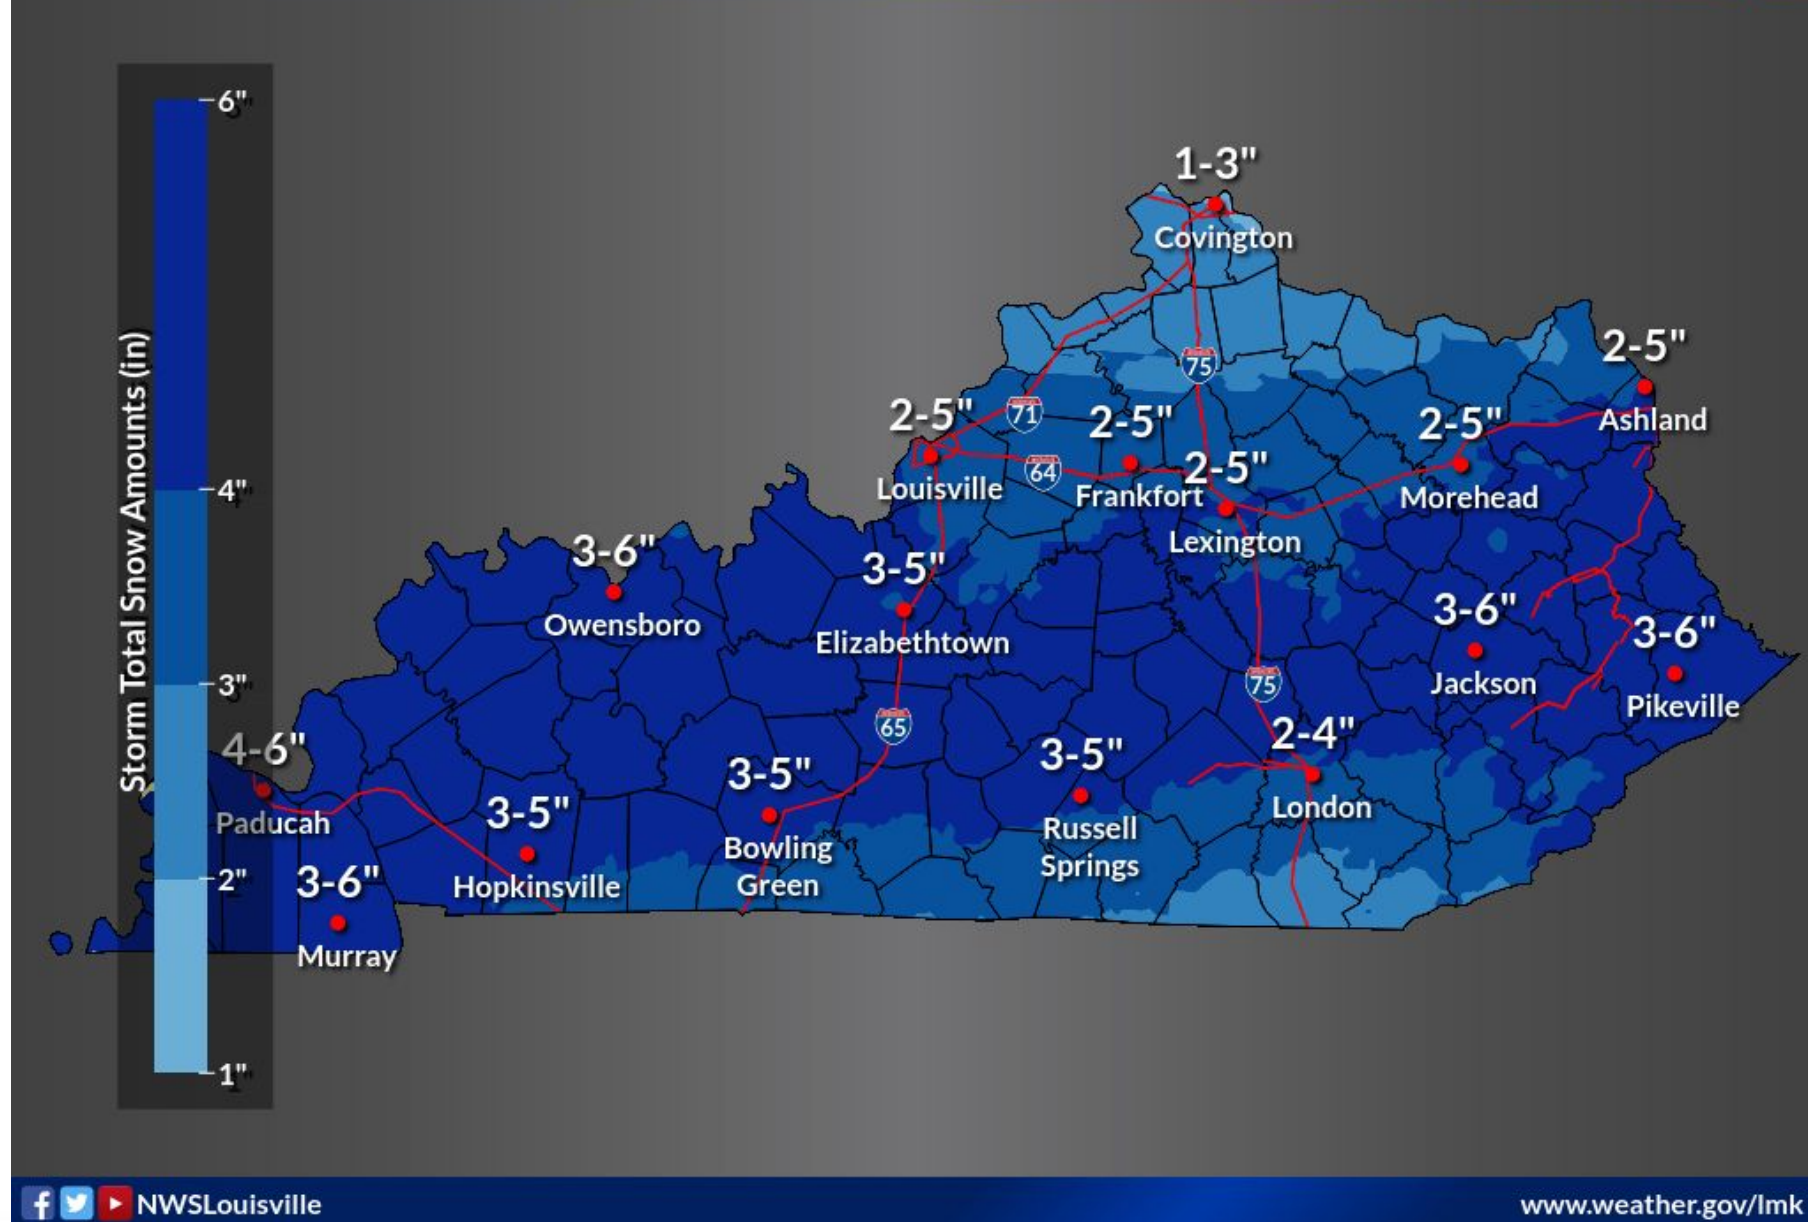 Storm Total Snow Amounts (in)
6"
4"
3"
2"
1"
1-3"
Covington
2-5"
Ashland
75
71
2-5"
Louisville
64
2-5"
Frankfort
2-5"
Lexington
2-5"
Morehead
3-6"
Owensboro
3-5"
Elizabethtown
3-6"
Jackson
3-6"
Pikeville
75
65
4-6"
Paducah
3-5"
Hopkinsville
3-5"
Bowling
Green
3-5"
Russell
Springs
2-4"
London
3-6"
Murray
NWSLouisville
www.weather.gov/lmk